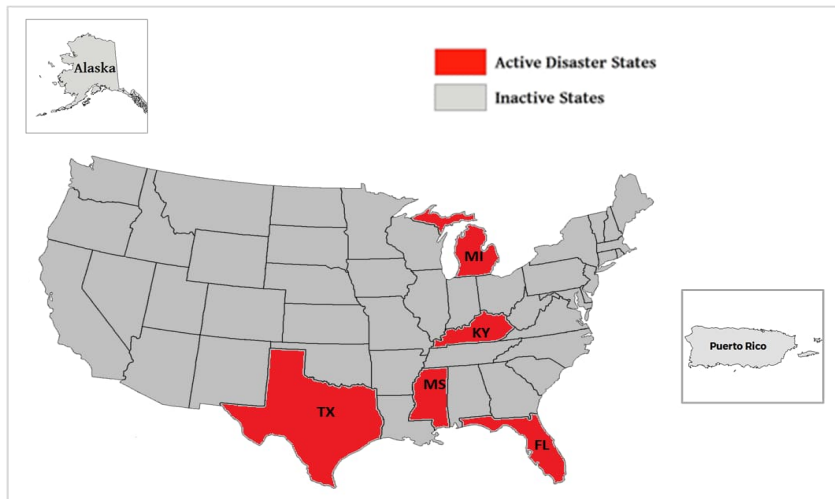 Alaska
Active Disaster States
Inactive States
MI
KY
Puerto Rico
MS
TX
FL